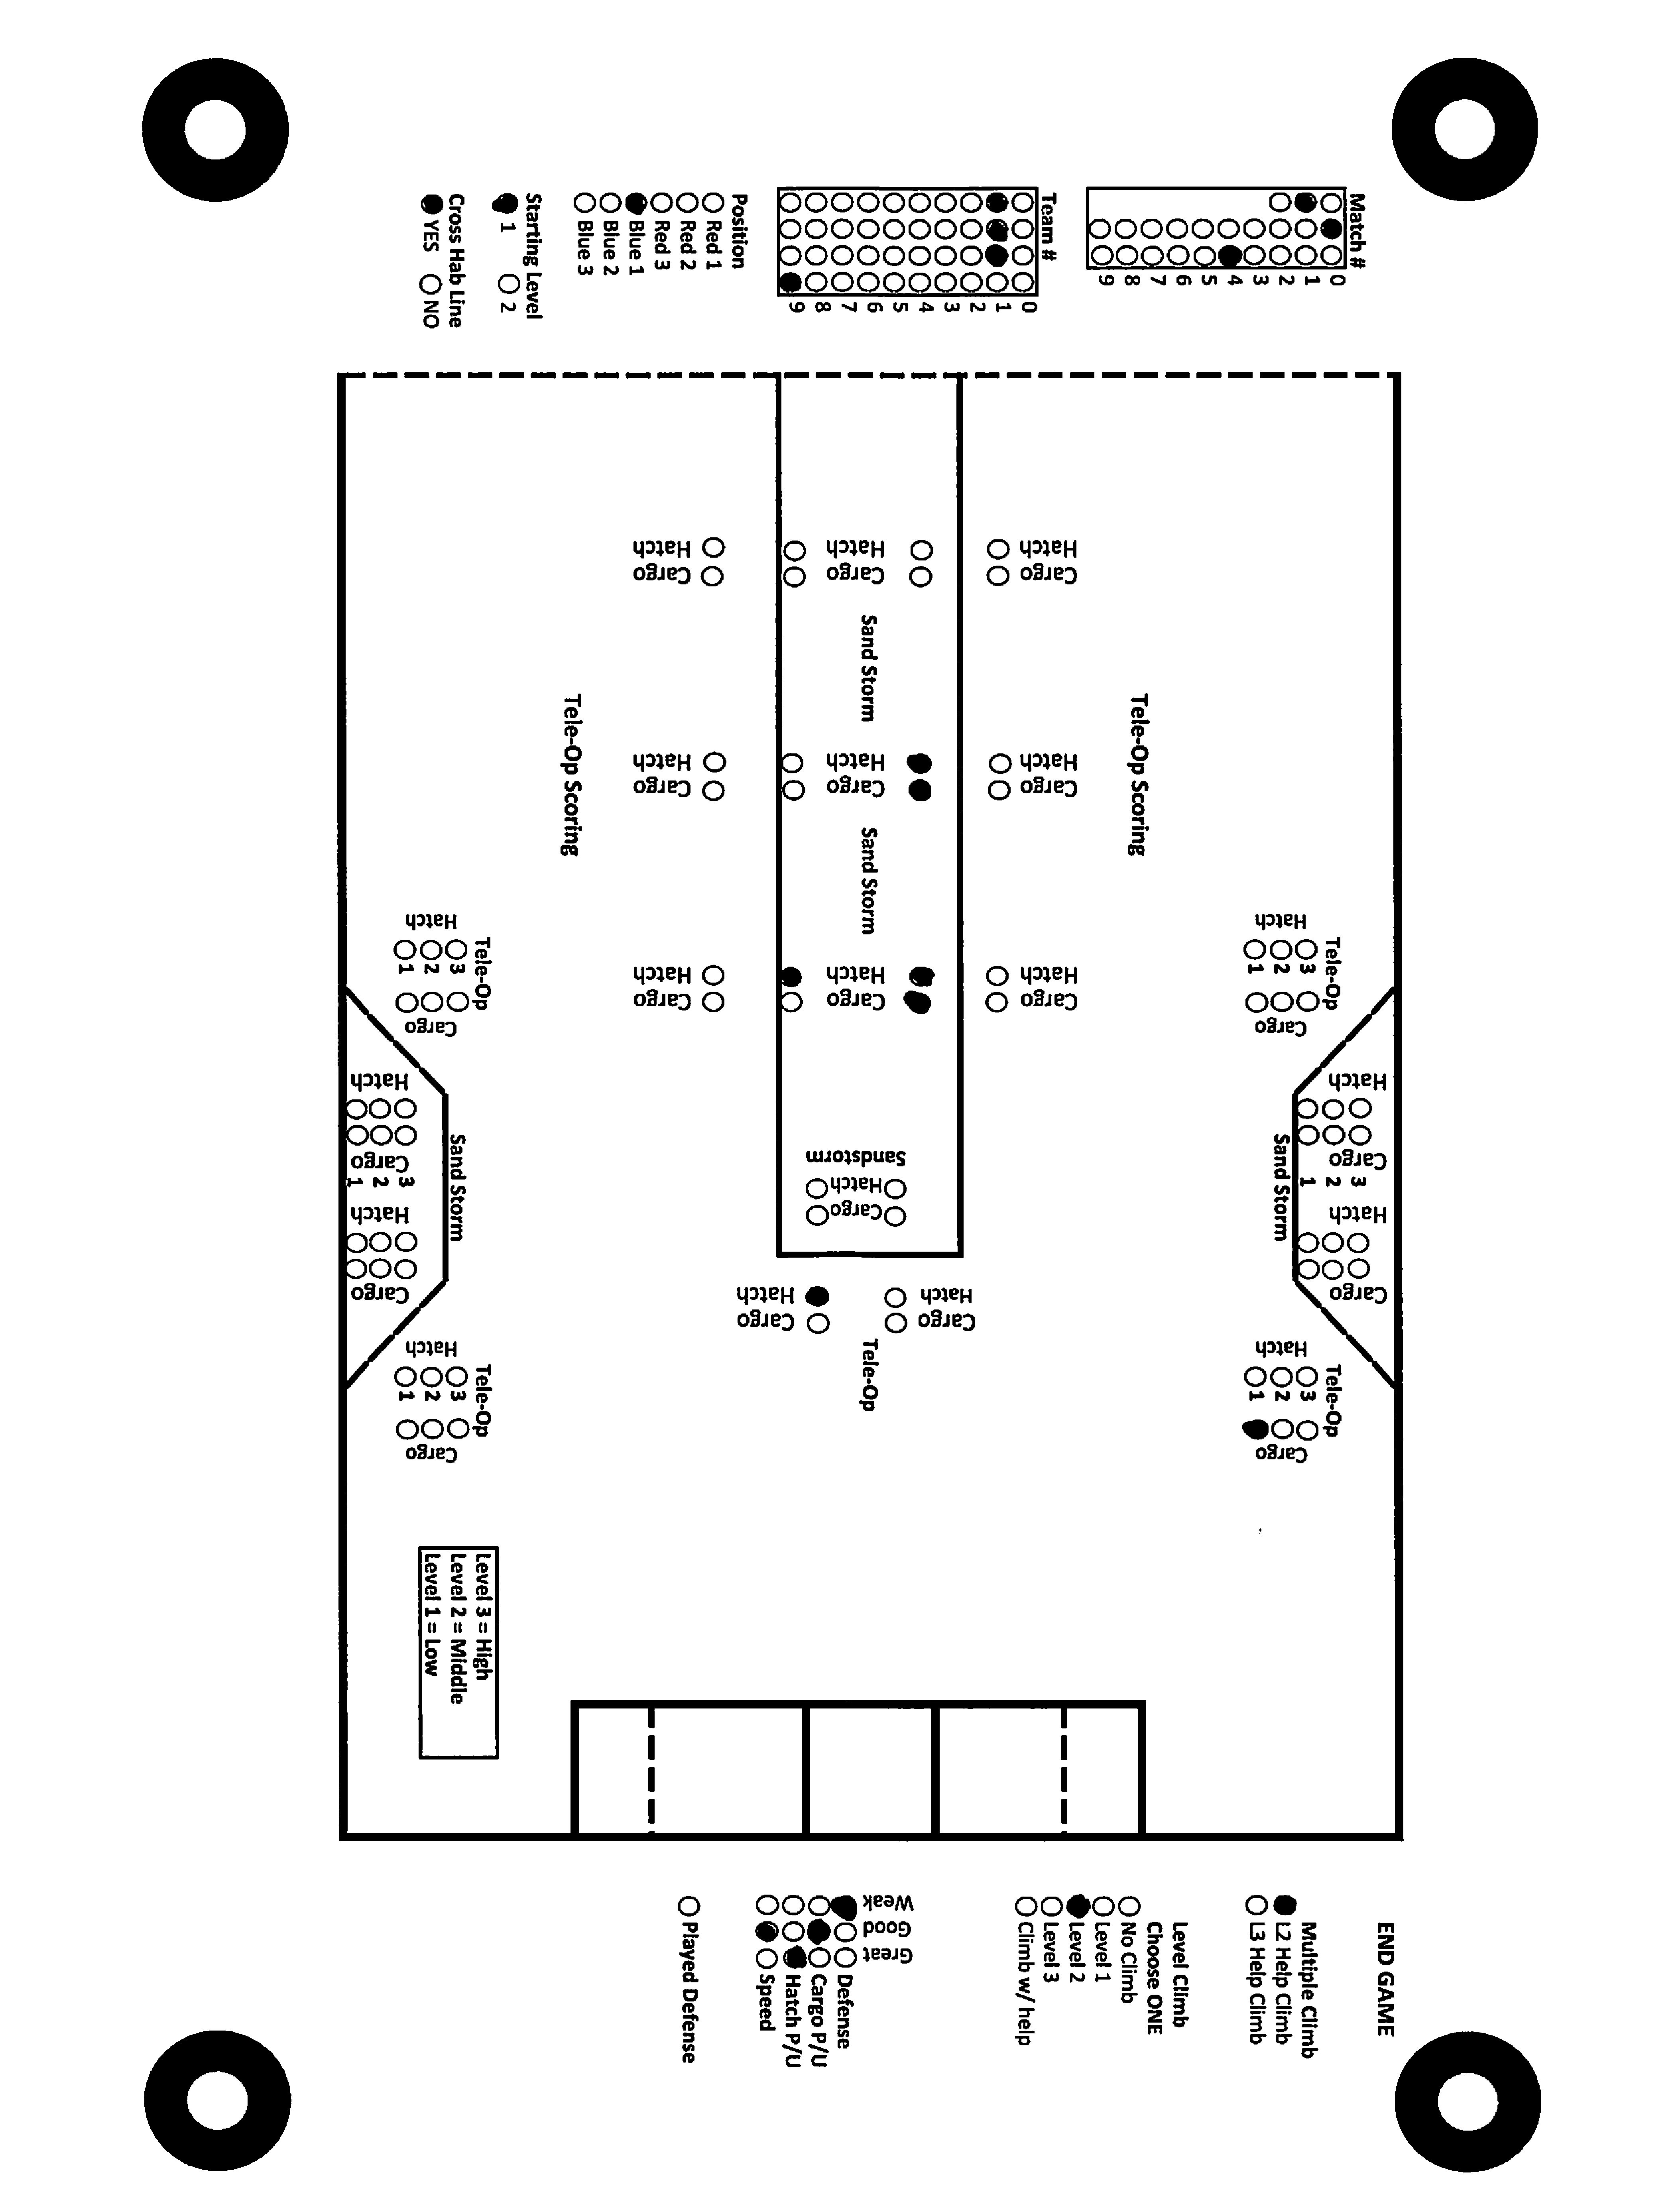 Match #
0
1
2
3
4
5
6
7
8
9
Team #
0
1
2
3
4
5
6
7
8
9
Position
Red 1
Red 2
Red 3
Blue 1
Blue 2
Blue 3
Starting Level
1 2
Cross Hab Line
YES NO
Hatch
Cargo
Hatch
Cargo
Hatch
Cargo
Sand Storm
Tele-Op Scoring
Tele-Op Scoring
Hatch
Cargo
Hatch
Cargo
Hatch
Cargo
Sand Storm
Hatch
Cargo
Hatch
Cargo
Hatch
Cargo
Tele-Op
Hatch
3
2
1
Cargo
Tele-Op
Hatch
3
2
1
Cargo
Hatch
Cargo
3
2
1
Hatch
Cargo
Sand Storm
Hatch
Cargo
3
2
1
Hatch
Cargo
Sand Storm
Sandstorm
Hatch
Cargo
Hatch
Cargo
Hatch
Cargo
Tele-Op
Tele-Op
Hatch
3
2
1
Cargo
Tele-Op
Hatch
3
2
1
Cargo
Level 3 = High
Level 2 = Middle
Level 1 = Low
END GAME
Multiple Climb
L2 Help Climb
L3 Help Climb
Level Climb
Choose ONE
No Climb
Level 1
Level 2
Level 3
Climb w/ help
Weak
Good
Great
Defense
Cargo P/U
Hatch P/U
Speed
Played Defense